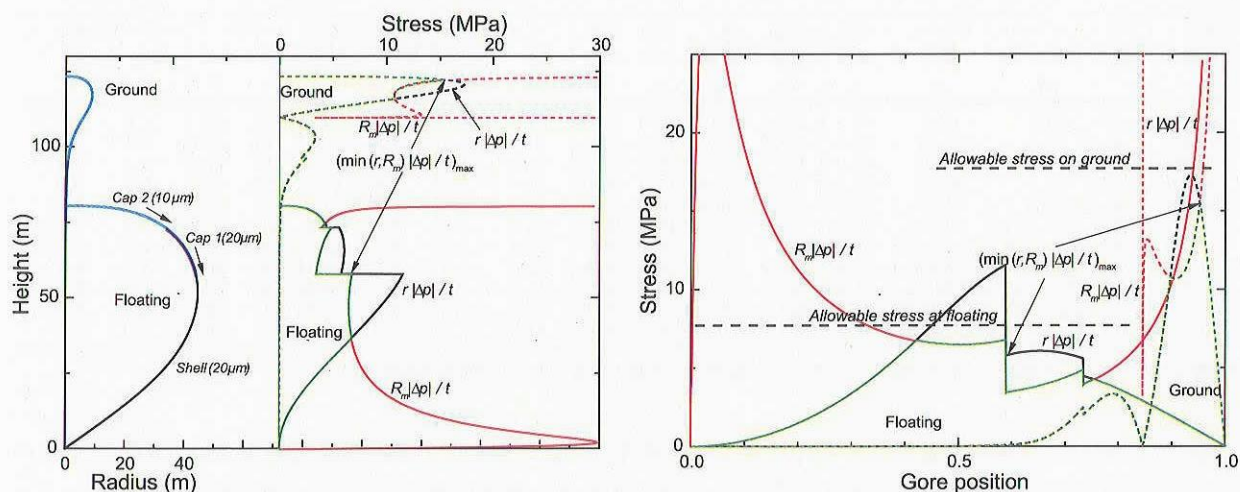 Stress (MPa)
0
10
20
30
Ground
Ground
R_m|Δp| / t
r |Δp| / t
(min (r, R_m) |Δp| / t)_max
Cap 2 (10 μm)
Cap 1 (20μm)
Floating
Floating
r |Δp| / t
R_m|Δp| / t
Shell (20μm)
100
50
0
Height (m)
0
20
40
Radius (m)
r |Δp| / t
Allowable stress on ground
R_m|Δp| / t
(min (r, R_m) |Δp| / t)_max
R_m|Δp| / t
Allowable stress at floating
r |Δp| / t
Ground
Floating
20
10
0
Stress (MPa)
0.0
0.5
1.0
Gore position